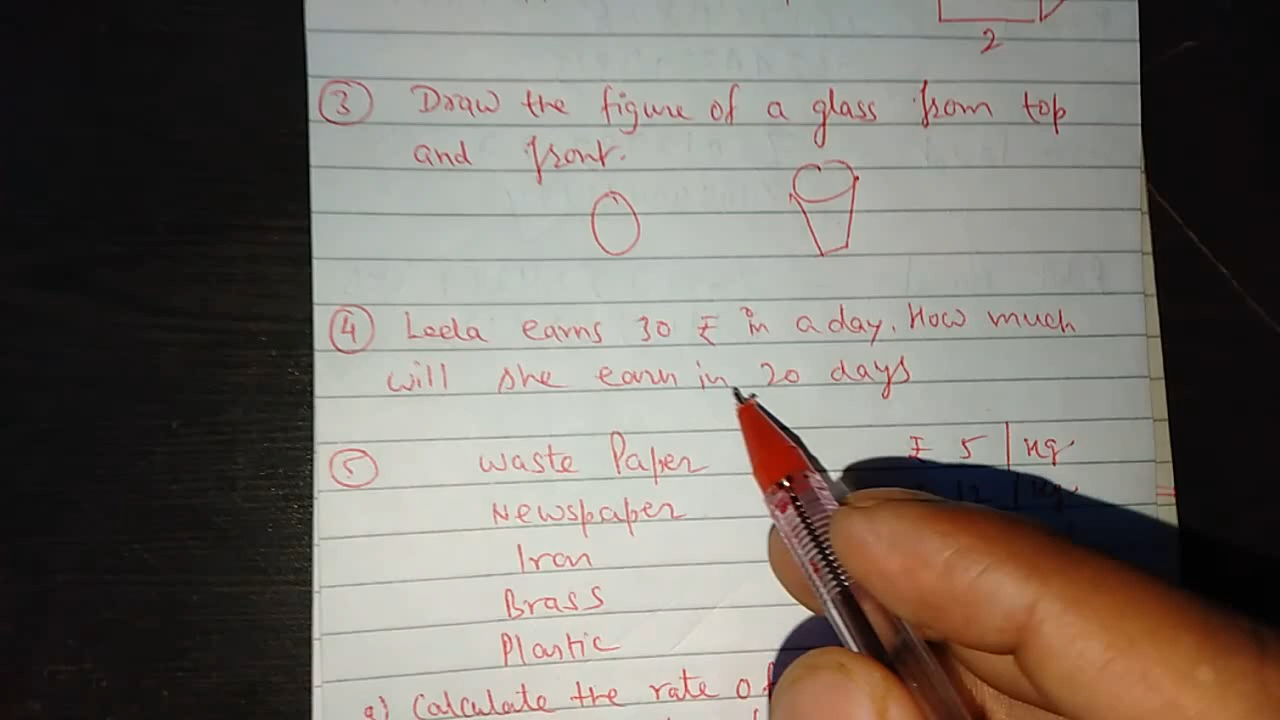 2
3 Draw the figure of a glass from top
and front.
4 Leela earns 30 ₹ in a day. How much
will she earn in 20 days
5 Waste Paper ₹ 5 | kg
Newspaper 12 | kg
Iron
Brass
Plastic
a) Calculate the rate of